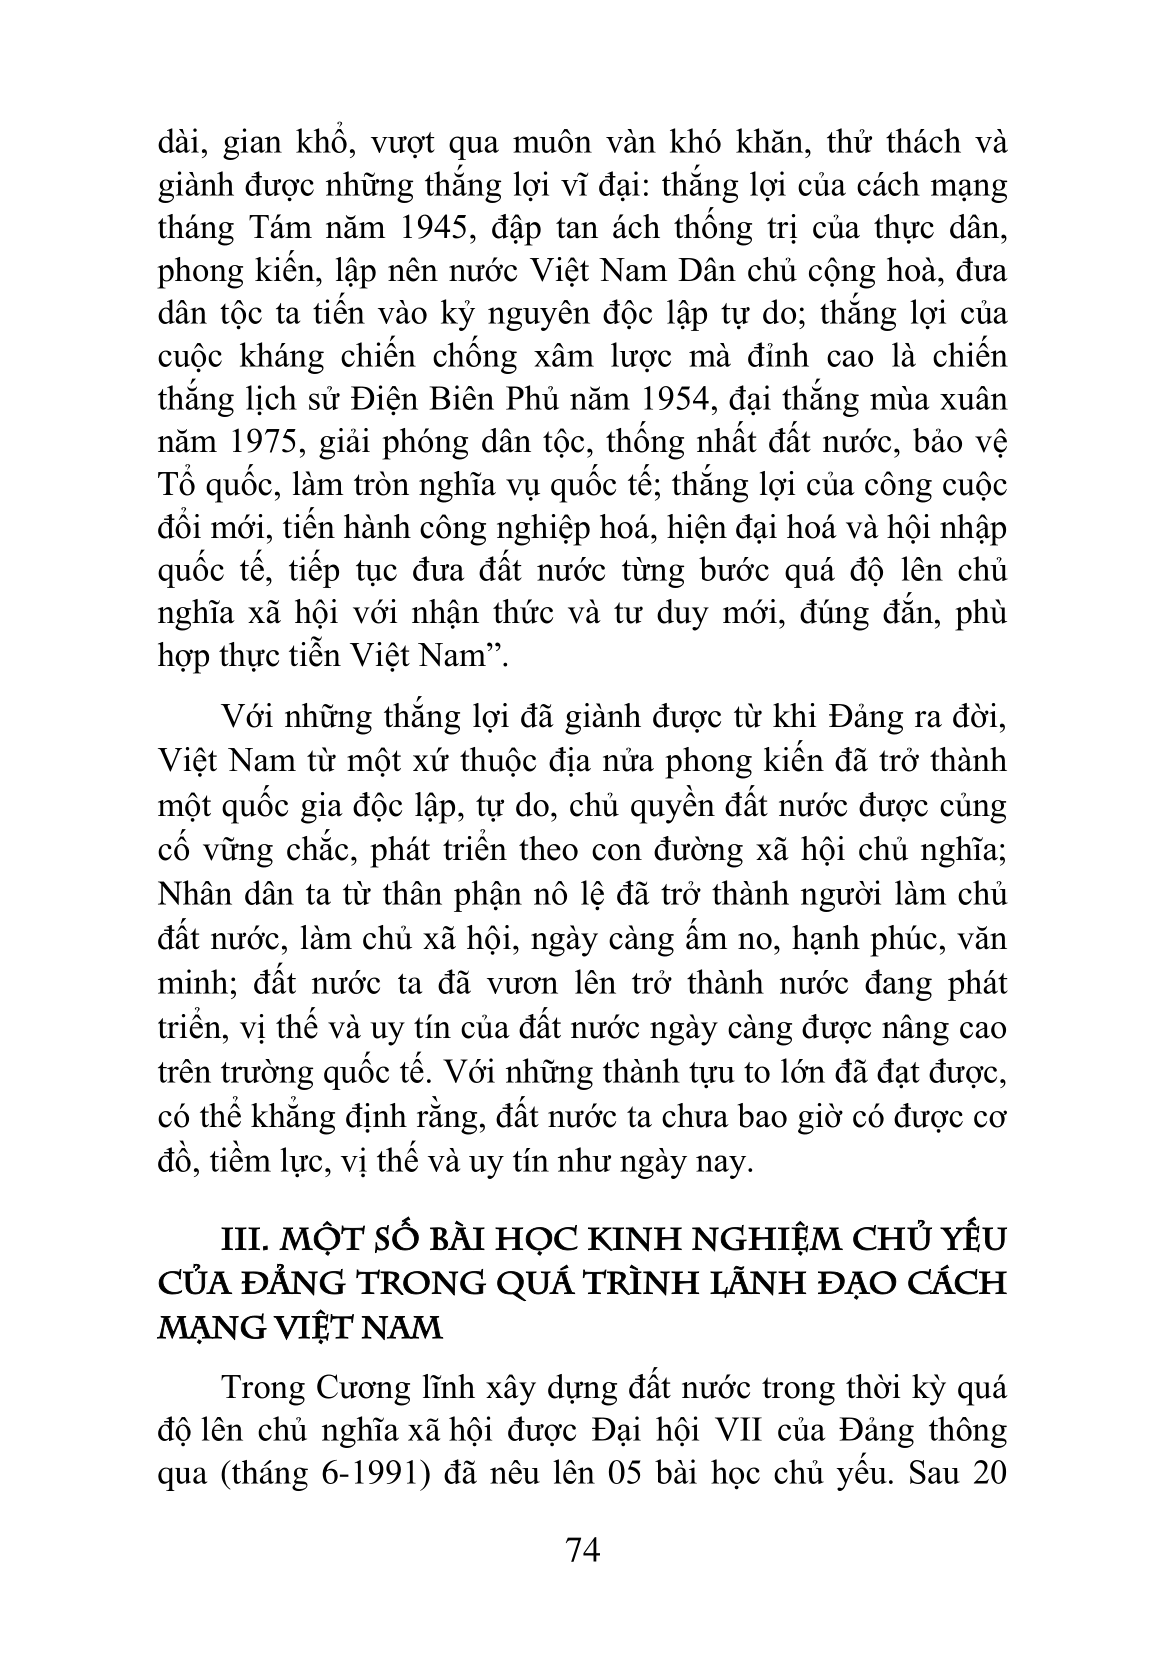 dài, gian khổ, vượt qua muôn vàn khó khăn, thử thách và
giành được những thắng lợi vĩ đại: thắng lợi của cách mạng
tháng Tám năm 1945, đập tan ách thống trị của thực dân,
phong kiến, lập nên nước Việt Nam Dân chủ cộng hoà, đưa
dân tộc ta tiến vào kỷ nguyên độc lập tự do; thắng lợi của
cuộc kháng chiến chống xâm lược mà đỉnh cao là chiến
thắng lịch sử Điện Biên Phủ năm 1954, đại thắng mùa xuân
năm 1975, giải phóng dân tộc, thống nhất đất nước, bảo vệ
Tổ quốc, làm tròn nghĩa vụ quốc tế; thắng lợi của công cuộc
đổi mới, tiến hành công nghiệp hoá, hiện đại hoá và hội nhập
quốc tế, tiếp tục đưa đất nước từng bước quá độ lên chủ
nghĩa xã hội với nhận thức và tư duy mới, đúng đắn, phù
hợp thực tiễn Việt Nam”.
Với những thắng lợi đã giành được từ khi Đảng ra đời,
Việt Nam từ một xứ thuộc địa nửa phong kiến đã trở thành
một quốc gia độc lập, tự do, chủ quyền đất nước được củng
cố vững chắc, phát triển theo con đường xã hội chủ nghĩa;
Nhân dân ta từ thân phận nô lệ đã trở thành người làm chủ
đất nước, làm chủ xã hội, ngày càng ấm no, hạnh phúc, văn
minh; đất nước ta đã vươn lên trở thành nước đang phát
triển, vị thế và uy tín của đất nước ngày càng được nâng cao
trên trường quốc tế. Với những thành tựu to lớn đã đạt được,
có thể khẳng định rằng, đất nước ta chưa bao giờ có được cơ
đồ, tiềm lực, vị thế và uy tín như ngày nay.
III. MỘT SỐ BÀI HỌC KINH NGHIỆM CHỦ YẾU
CỦA ĐẢNG TRONG QUÁ TRÌNH LÃNH ĐẠO CÁCH
MẠNG VIỆT NAM
Trong Cương lĩnh xây dựng đất nước trong thời kỳ quá
độ lên chủ nghĩa xã hội được Đại hội VII của Đảng thông
qua (tháng 6-1991) đã nêu lên 05 bài học chủ yếu. Sau 20
74